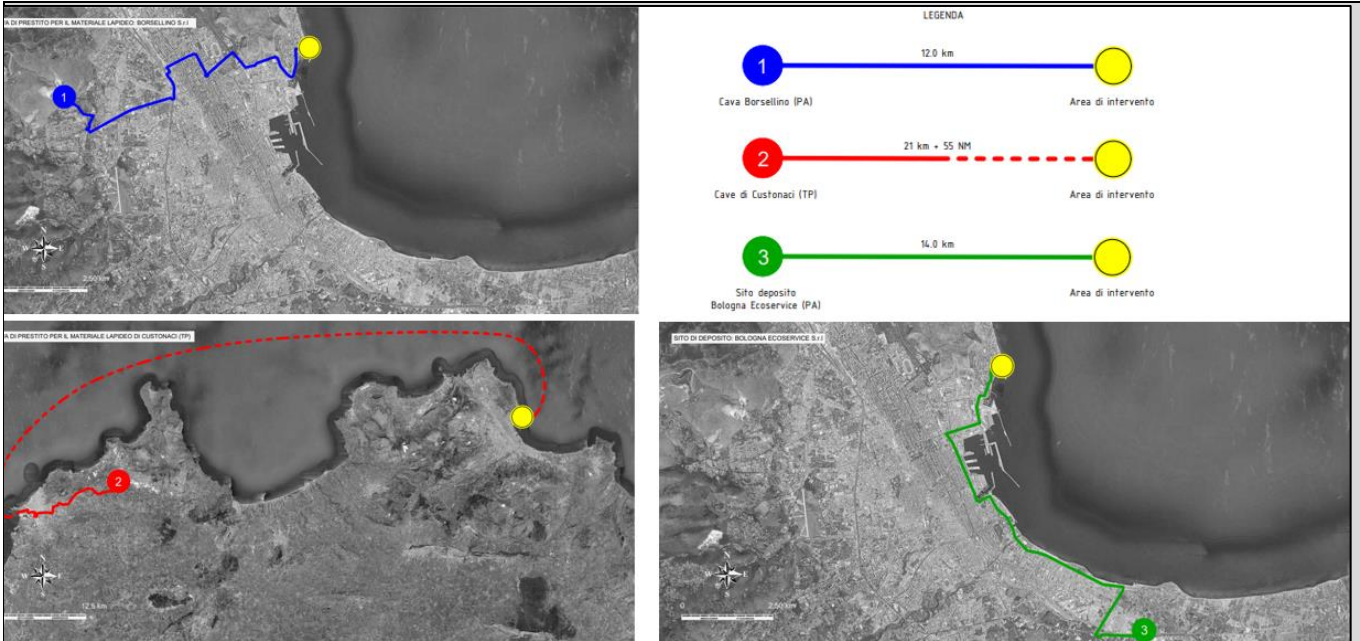 A DI PRESTITO PER IL MATERIALE LAPIDEO: BORSELLINO S.r.l
1
N
W E
S
2.50 km
LEGENDA
1
12.0 km
Cava Borsellino (PA)
Area di intervento
2
21 km + 55 NM
Cave di Custonaci (TP)
Area di intervento
3
14.0 km
Sito deposito
Bologna Ecoservice (PA)
Area di intervento
A DI PRESTITO PER IL MATERIALE LAPIDEO DI CUSTONACI (TP)
2
N
W E
S
12.5 km
SITO DI DEPOSITO: BOLOGNA ECOSERVICE S.r.l
N
W E
S
0 2.50 km
3